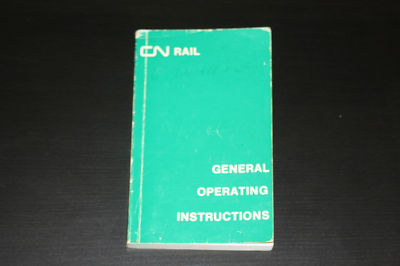 CN RAIL
GENERAL
OPERATING
INSTRUCTIONS